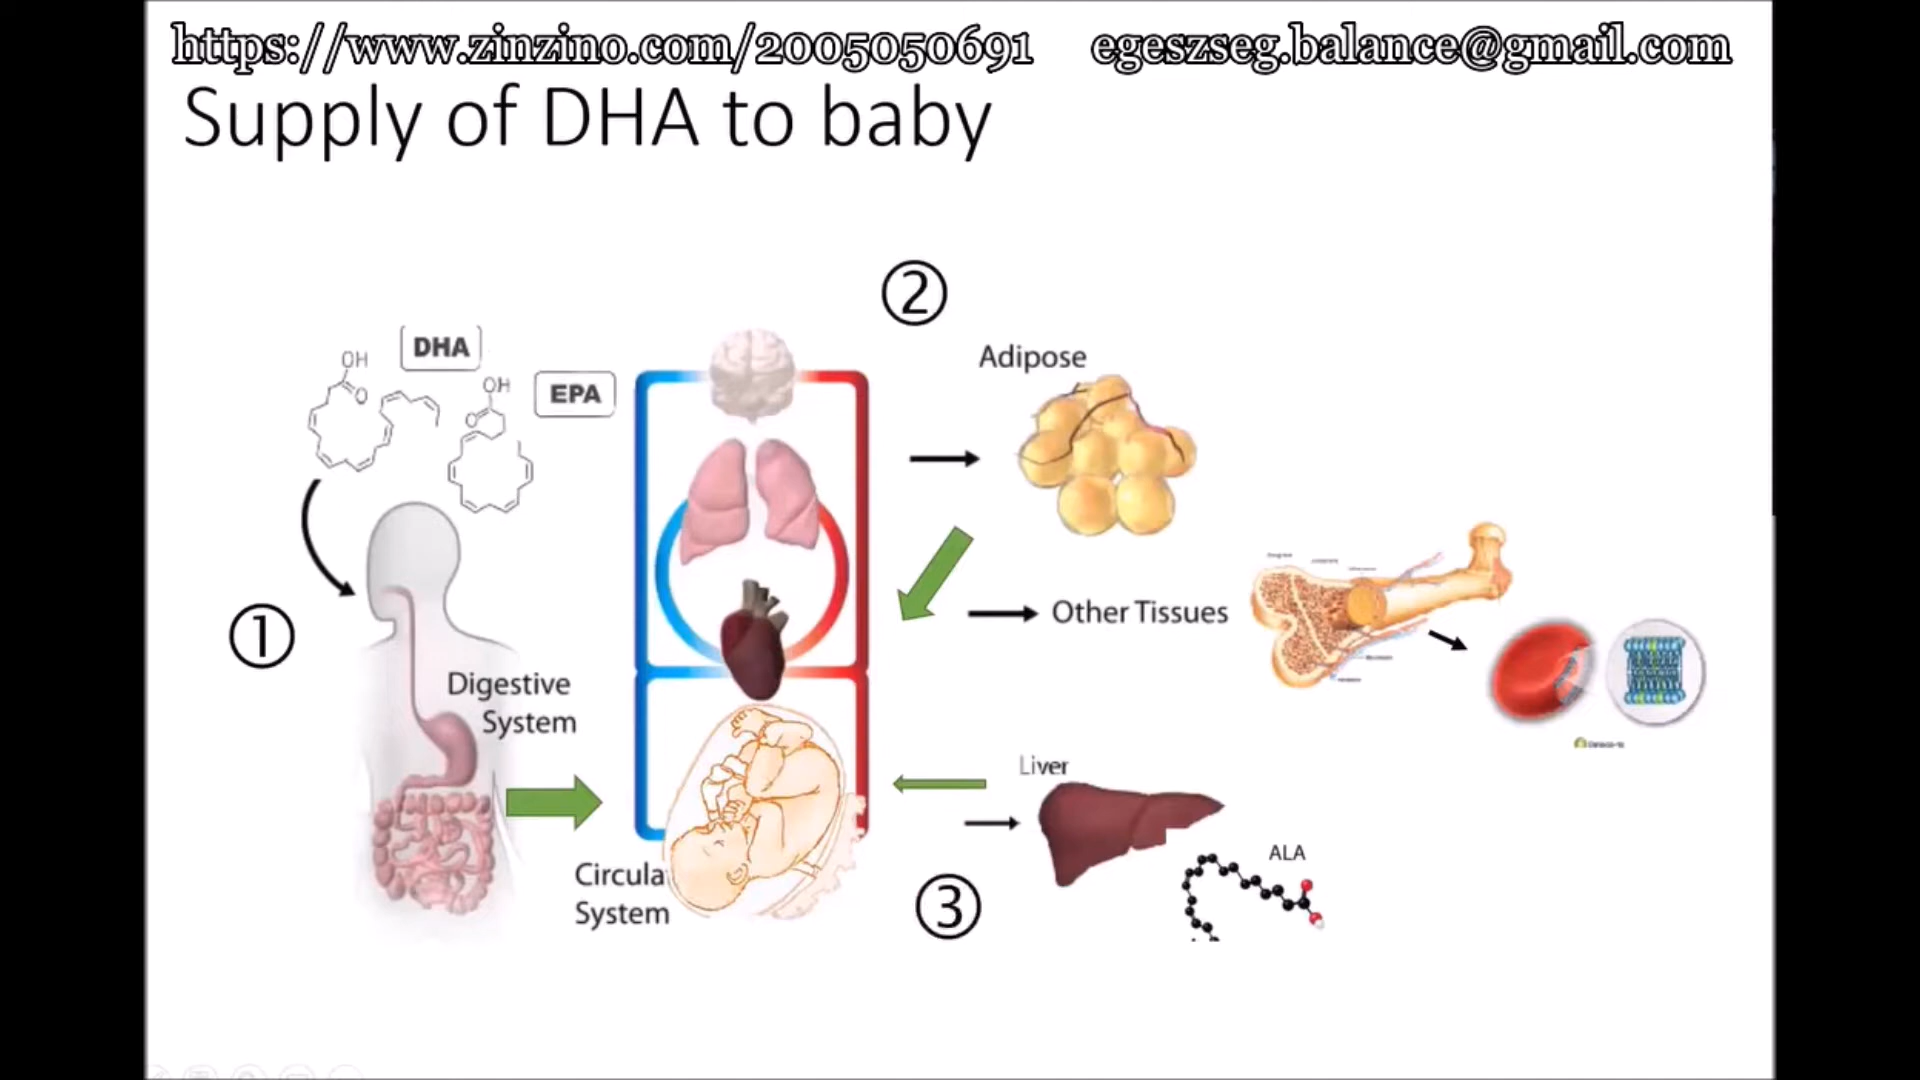 https://www.zinzino.com/2005050691 egeszseg.balance@gmail.com
Supply of DHA to baby
②
DHA
OH
O
EPA
OH
O
Adipose
①
Other Tissues
Digestive
System
Liver
Circula
System
③
ALA